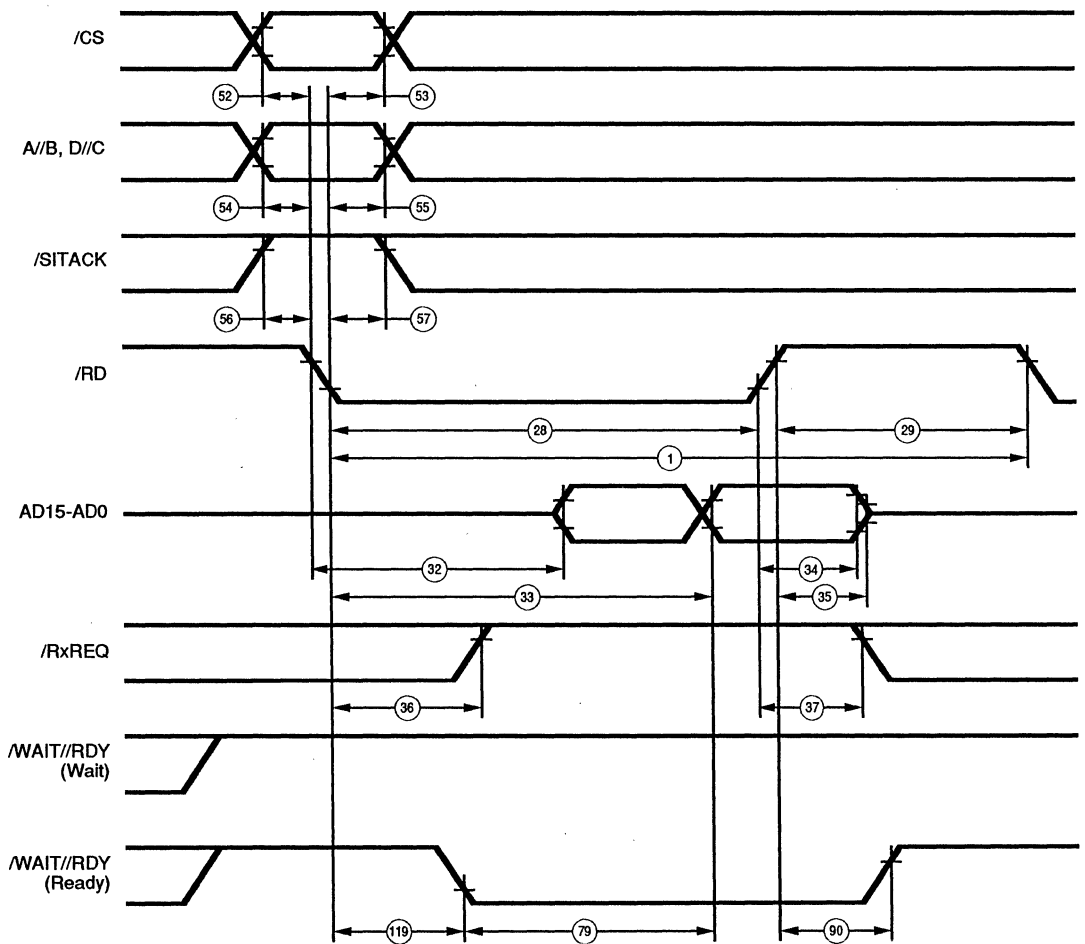 /CS
52
53
A//B, D//C
54
55
/SITACK
56
57
/RD
28
29
1
AD15-AD0
32
34
33
35
/RxREQ
36
37
/WAIT//RDY
(Wait)
/WAIT//RDY
(Ready)
119
79
90